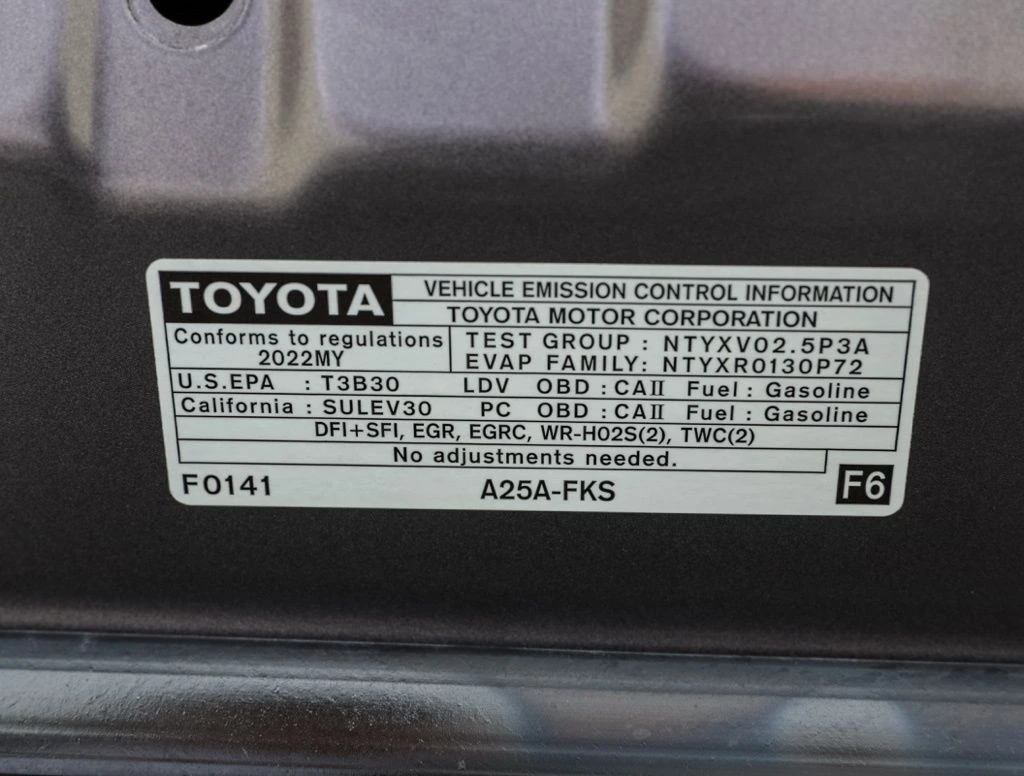 TOYOTA VEHICLE EMISSION CONTROL INFORMATION
TOYOTA MOTOR CORPORATION
Conforms to regulations
2022MY
TEST GROUP : NTYXV02.5P3A
EVAP FAMILY: NTYXR0130P72
U.S.EPA : T3B30 LDV OBD : CAII Fuel : Gasoline
California : SULEV30 PC OBD : CAII Fuel : Gasoline
DFI+SFI, EGR, EGRC, WR-HO2S(2), TWC(2)
No adjustments needed.
F0141 A25A-FKS F6